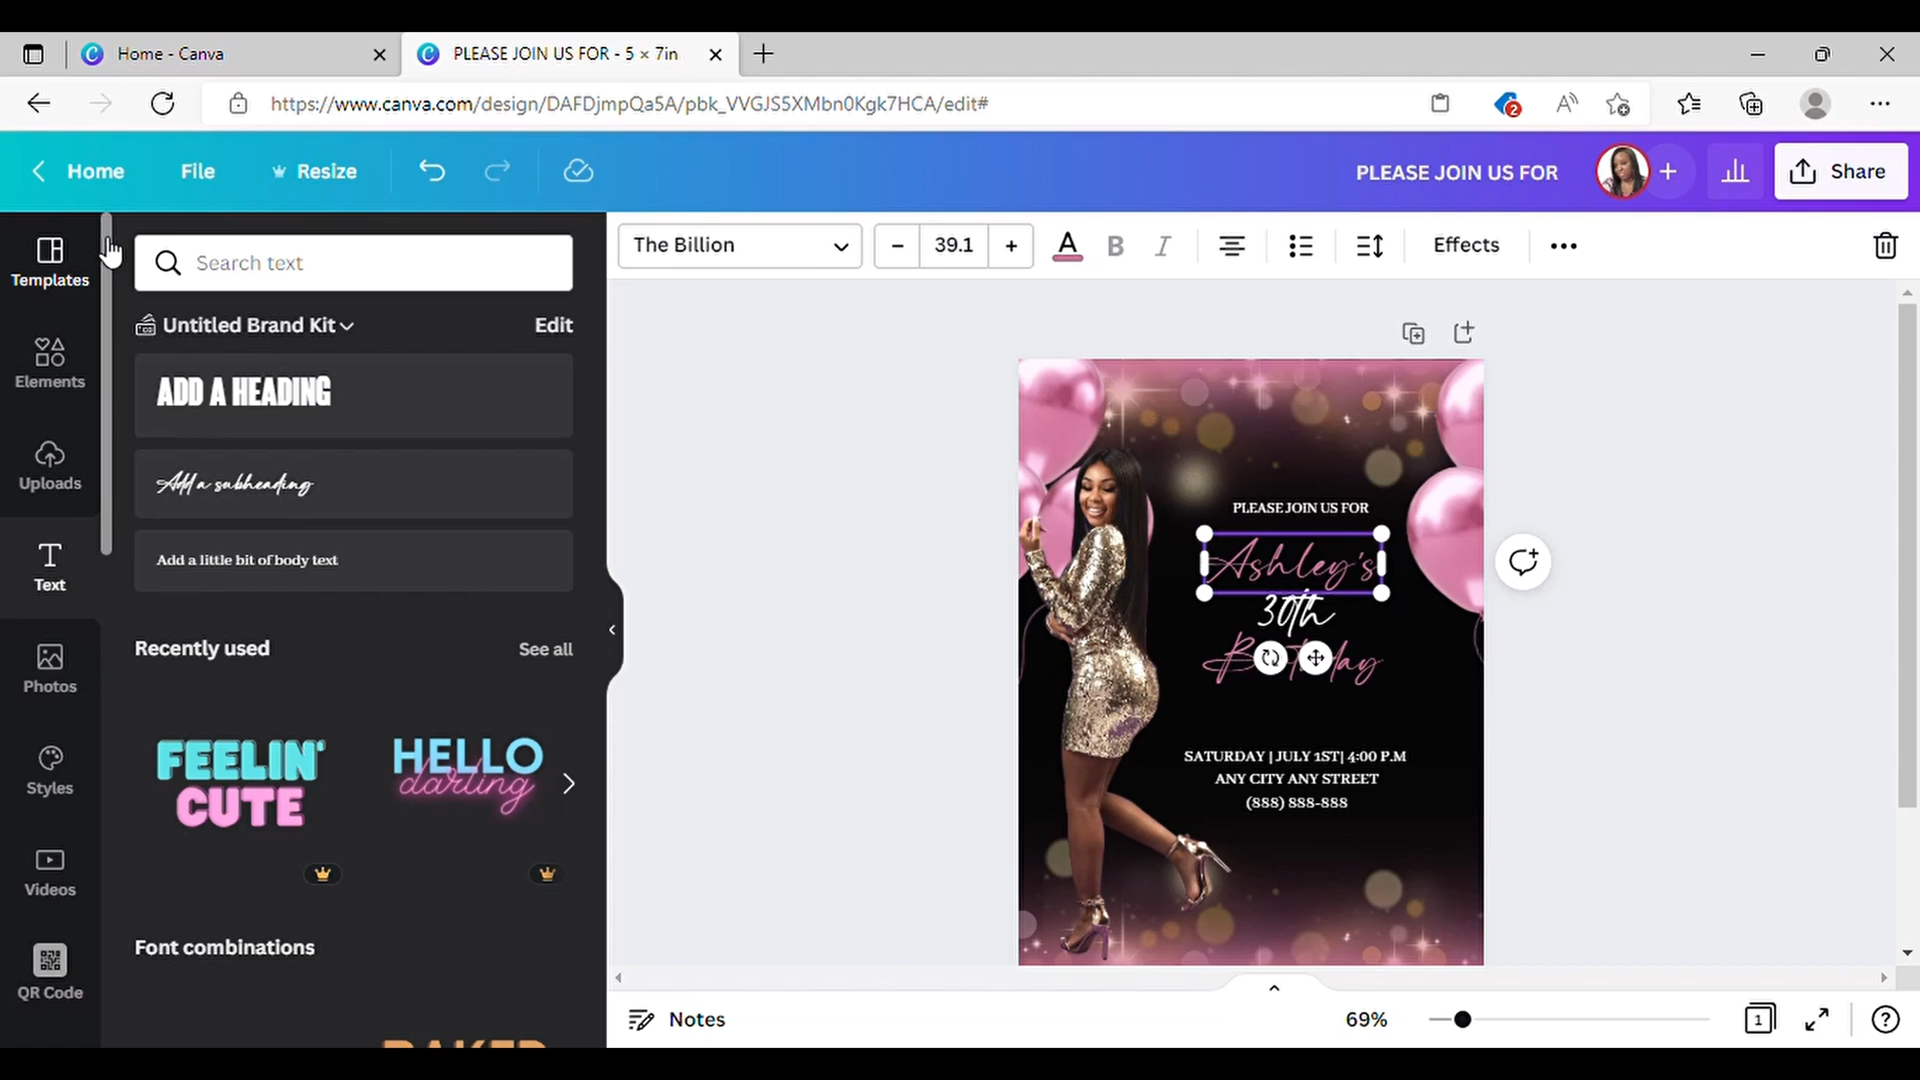 Home - Canva
PLEASE JOIN US FOR - 5 × 7in
https://www.canva.com/design/DAFDjmpQa5A/pbk_VVGJS5XMbn0Kgk7HCA/edit#
2
Home
File
Resize
PLEASE JOIN US FOR
Share
Templates
Elements
Uploads
Text
Photos
Styles
Videos
QR Code
Search text
Untitled Brand Kit
Edit
ADD A HEADING
Add a subheading
Add a little bit of body text
Recently used
See all
FEELIN'
CUTE
HELLO
darling
Font combinations
The Billion
– 39.1 +
A B I
Effects
PLEASE JOIN US FOR
Ashley's
30th
SATURDAY | JULY 1ST| 4:00 P.M
ANY CITY ANY STREET
(888) 888-888
Notes
69%
1